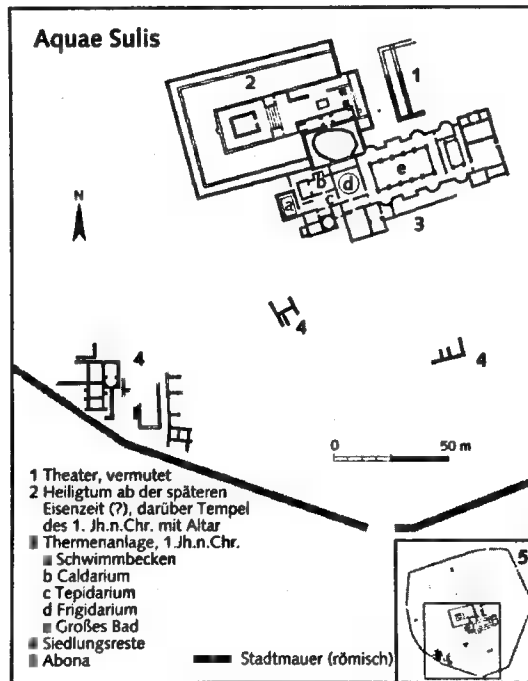 Aquae Sulis
2
1
b
d
e
a
c
3
N
4
4
4
0 50 m
1 Theater, vermutet
2 Heiligtum ab der späteren
Eisenzeit (?), darüber Tempel
des 1. Jh.n.Chr. mit Altar
Thermenanlage, 1.Jh.n.Chr.
Schwimmbecken
b Caldarium
c Tepidarium
d Frigidarium
Großes Bad
Siedlungsreste
Abona
Stadtmauer (römisch)
5